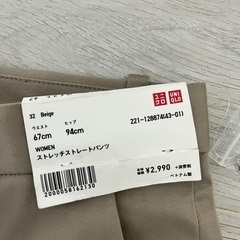 32 Beige
UNI
QLO
ウエスト ヒップ
67cm 94cm
221-128874(43-01)
WOMEN
ストレッチストレートパンツ
¥2,990 +消費税
ベトナム製
2000058162130